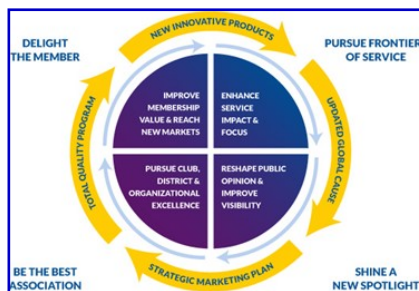 NEW INNOVATIVE PRODUCTS
DELIGHT
THE MEMBER
PURSUE FRONTIER
OF SERVICE
IMPROVE
MEMBERSHIP
VALUE & REACH
NEW MARKETS
ENHANCE
SERVICE
IMPACT &
FOCUS
TOTAL QUALITY PROGRAM
UPDATED GLOBAL CAUSE
PURSUE CLUB,
DISTRICT &
ORGANIZATIONAL
EXCELLENCE
RESHAPE PUBLIC
OPINION &
IMPROVE
VISIBILITY
BE THE BEST
ASSOCIATION
STRATEGIC MARKETING PLAN
SHINE A
NEW SPOTLIGHT